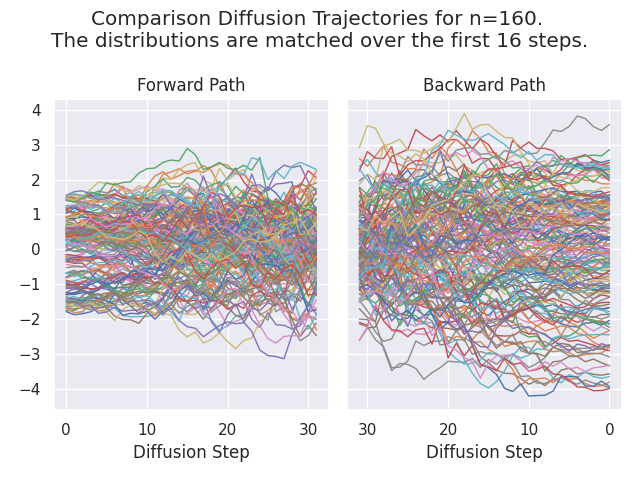 Comparison Diffusion Trajectories for n=160.
The distributions are matched over the first 16 steps.
Forward Path
Backward Path
4
3
2
1
0
−1
−2
−3
−4
0 10 20 30
30 20 10 0
Diffusion Step
Diffusion Step